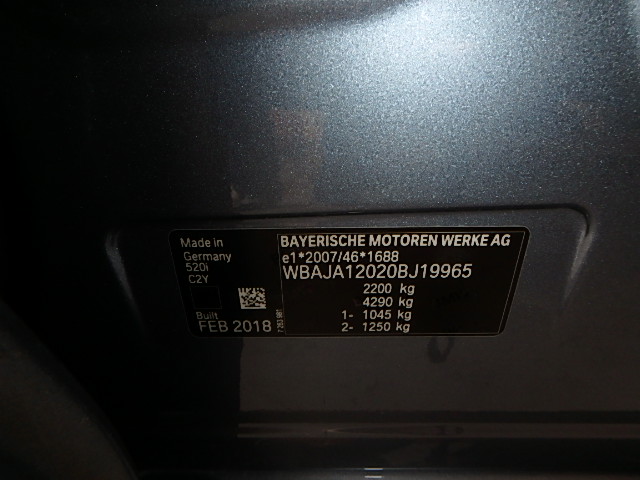 Made in
Germany
520i
C2Y
Built
FEB 2018
BAYERISCHE MOTOREN WERKE AG
e1*2007/46*1688
WBAJA12020BJ19965
2200 kg
4290 kg
1- 1045 kg
2- 1250 kg